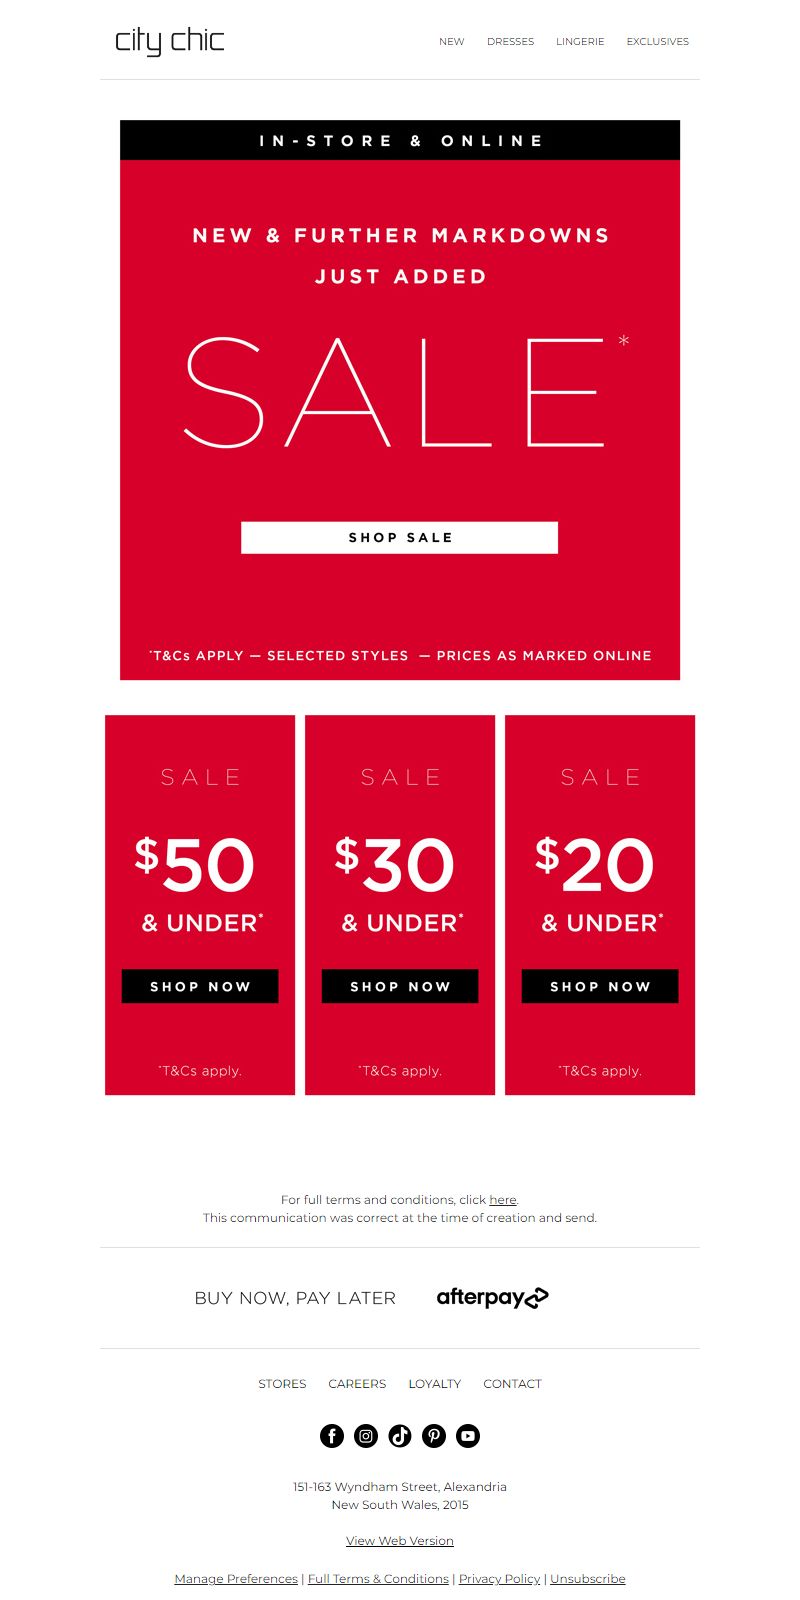 city chic
NEW DRESSES LINGERIE EXCLUSIVES
IN-STORE & ONLINE
NEW & FURTHER MARKDOWNS
JUST ADDED
SALE*
SHOP SALE
*T&Cs APPLY — SELECTED STYLES — PRICES AS MARKED ONLINE
SALE
$50
& UNDER*
SHOP NOW
*T&Cs apply.
SALE
$30
& UNDER*
SHOP NOW
*T&Cs apply.
SALE
$20
& UNDER*
SHOP NOW
*T&Cs apply.
For full terms and conditions, click here.
This communication was correct at the time of creation and send.
BUY NOW, PAY LATER afterpay
STORES CAREERS LOYALTY CONTACT
151-163 Wyndham Street, Alexandria
New South Wales, 2015
View Web Version
Manage Preferences | Full Terms & Conditions | Privacy Policy | Unsubscribe